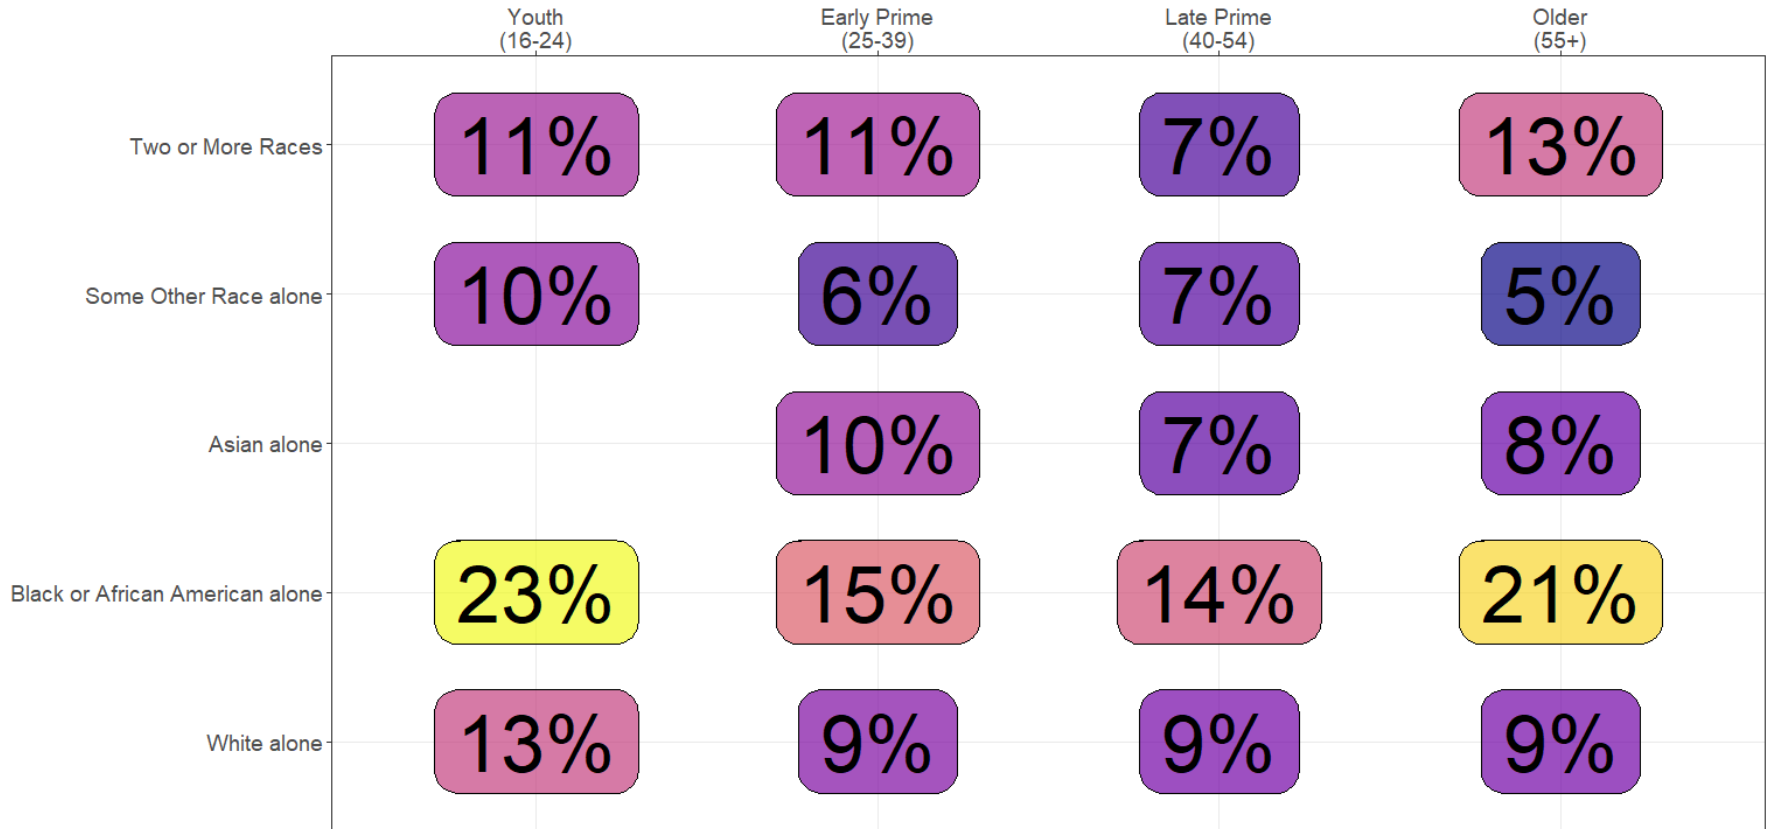 Youth Early Prime Late Prime Older
(16-24) (25-39) (40-54) (55+)
Two or More Races 11% 11% 7% 13%
Some Other Race alone 10% 6% 7% 5%
Asian alone 10% 7% 8%
Black or African American alone 23% 15% 14% 21%
White alone 13% 9% 9% 9%